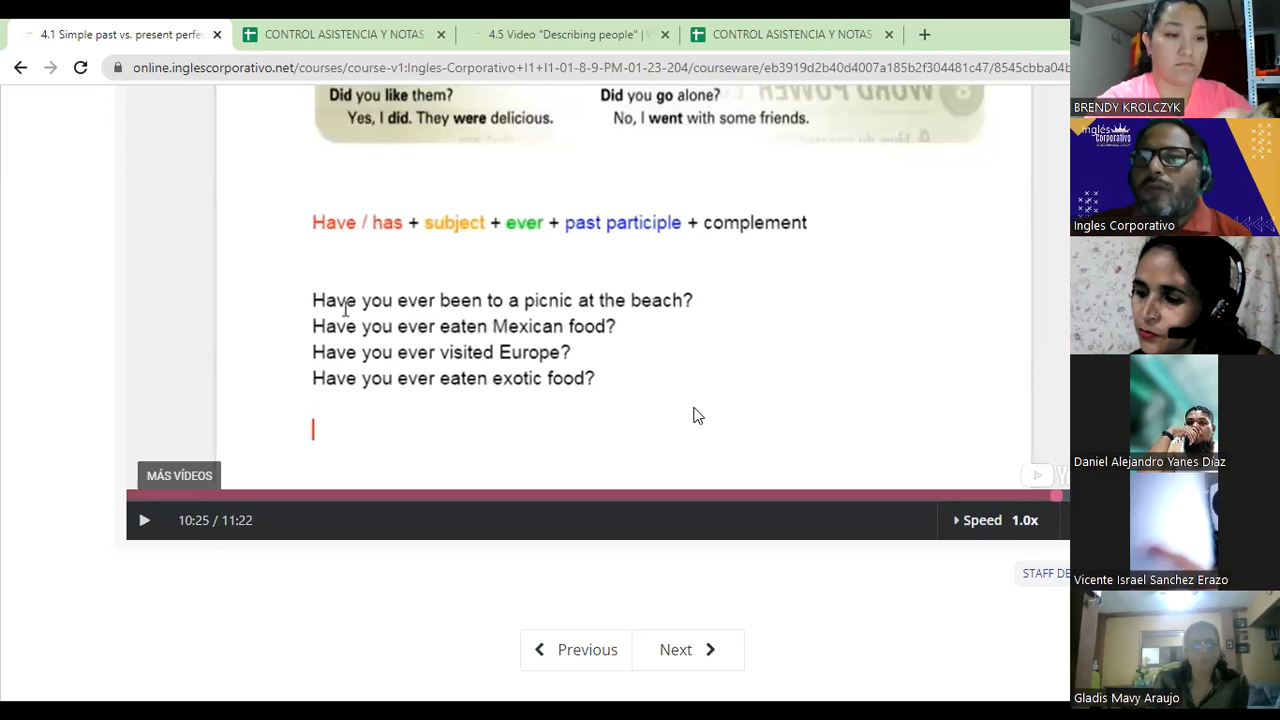 4.1 Simple past vs. present perfe
CONTROL ASISTENCIA Y NOTAS
4.5 Video "Describing people" |
CONTROL ASISTENCIA Y NOTAS
online.inglescorporativo.net/courses/course-v1:Ingles-Corporativo+I1+I1-01-8-9-PM-01-23-204/courseware/eb3919d2b40d4007a185b2f304481c47/8545cbba04b
Did you like them?
Yes, I did. They were delicious.
Did you go alone?
No, I went with some friends.
WORD POWER
Have / has + subject + ever + past participle + complement
Have you ever been to a picnic at the beach?
Have you ever eaten Mexican food?
Have you ever visited Europe?
Have you ever eaten exotic food?
MÁS VÍDEOS
10:25 / 11:22
Speed 1.0x
STAFF DE
Previous
Next
BRENDY KROLCZYK
Inglés
Corporativo
Ingles Corporativo
Daniel Alejandro Yanes Díaz
Vicente Israel Sanchez Erazo
Gladis Mavy Araujo